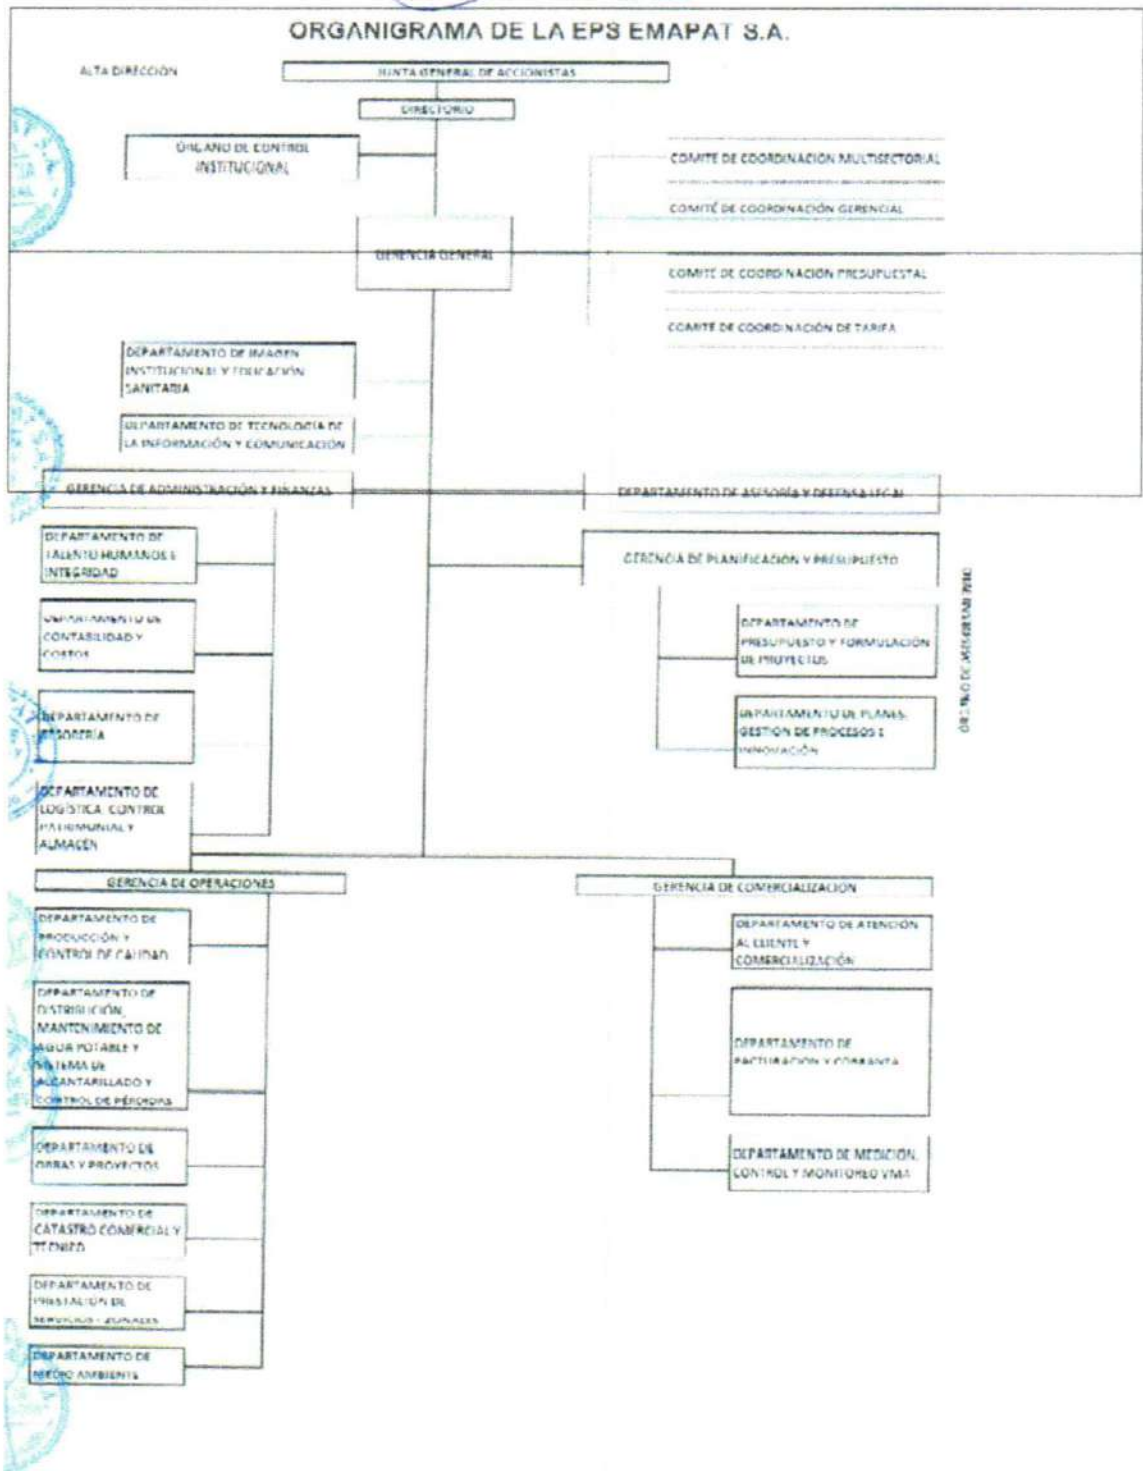 ORGANIGRAMA DE LA EPS EMAPAT S.A.
ALTA DIRECCIÓN
JUNTA GENERAL DE ACCIONISTAS
DIRECTORIO
ÓRGANO DE CONTROL
INSTITUCIONAL
COMITÉ DE COORDINACIÓN MULTISECTORIAL
COMITÉ DE COORDINACIÓN GERENCIAL
GERENCIA GENERAL
COMITÉ DE COORDINACIÓN PRESUPUESTAL
COMITÉ DE COORDINACIÓN DE TARIFA
DEPARTAMENTO DE IMAGEN
INSTITUCIONAL Y EDUCACIÓN
SANITARIA
DEPARTAMENTO DE TECNOLOGÍA DE
LA INFORMACIÓN Y COMUNICACIÓN
GERENCIA DE ADMINISTRACIÓN Y FINANZAS
DEPARTAMENTO DE ASESORÍA Y DEFENSA LEGAL
DEPARTAMENTO DE
TALENTO HUMANOS E
INTEGRIDAD
GERENCIA DE PLANIFICACIÓN Y PRESUPUESTO
DEPARTAMENTO DE
CONTABILIDAD Y
COSTOS
DEPARTAMENTO DE
PRESUPUESTO Y FORMULACIÓN
DE PROYECTOS
ÓRGANO DE ASESORAMIENTO
DEPARTAMENTO DE
TESORERÍA
DEPARTAMENTO DE PLANES,
GESTIÓN DE PROCESOS E
INNOVACIÓN
DEPARTAMENTO DE
LOGÍSTICA, CONTROL
PATRIMONIAL Y
ALMACÉN
GERENCIA DE OPERACIONES
GERENCIA DE COMERCIALIZACIÓN
DEPARTAMENTO DE
PRODUCCIÓN Y
CONTROL DE CALIDAD
DEPARTAMENTO DE ATENCIÓN
AL CLIENTE Y
COMERCIALIZACIÓN
DEPARTAMENTO DE
DISTRIBUCIÓN,
MANTENIMIENTO DE
AGUA POTABLE Y
SISTEMA DE
ALCANTARILLADO Y
CONTROL DE PÉRDIDAS
DEPARTAMENTO DE
FACTURACIÓN Y COBRANZA
DEPARTAMENTO DE
OBRAS Y PROYECTOS
DEPARTAMENTO DE MEDICIÓN,
CONTROL Y MONITOREO VMA
DEPARTAMENTO DE
CATASTRO COMERCIAL Y
TÉCNICO
DEPARTAMENTO DE
PRESTACIÓN DE
SERVICIOS - ZONALES
DEPARTAMENTO DE
MEDIO AMBIENTE